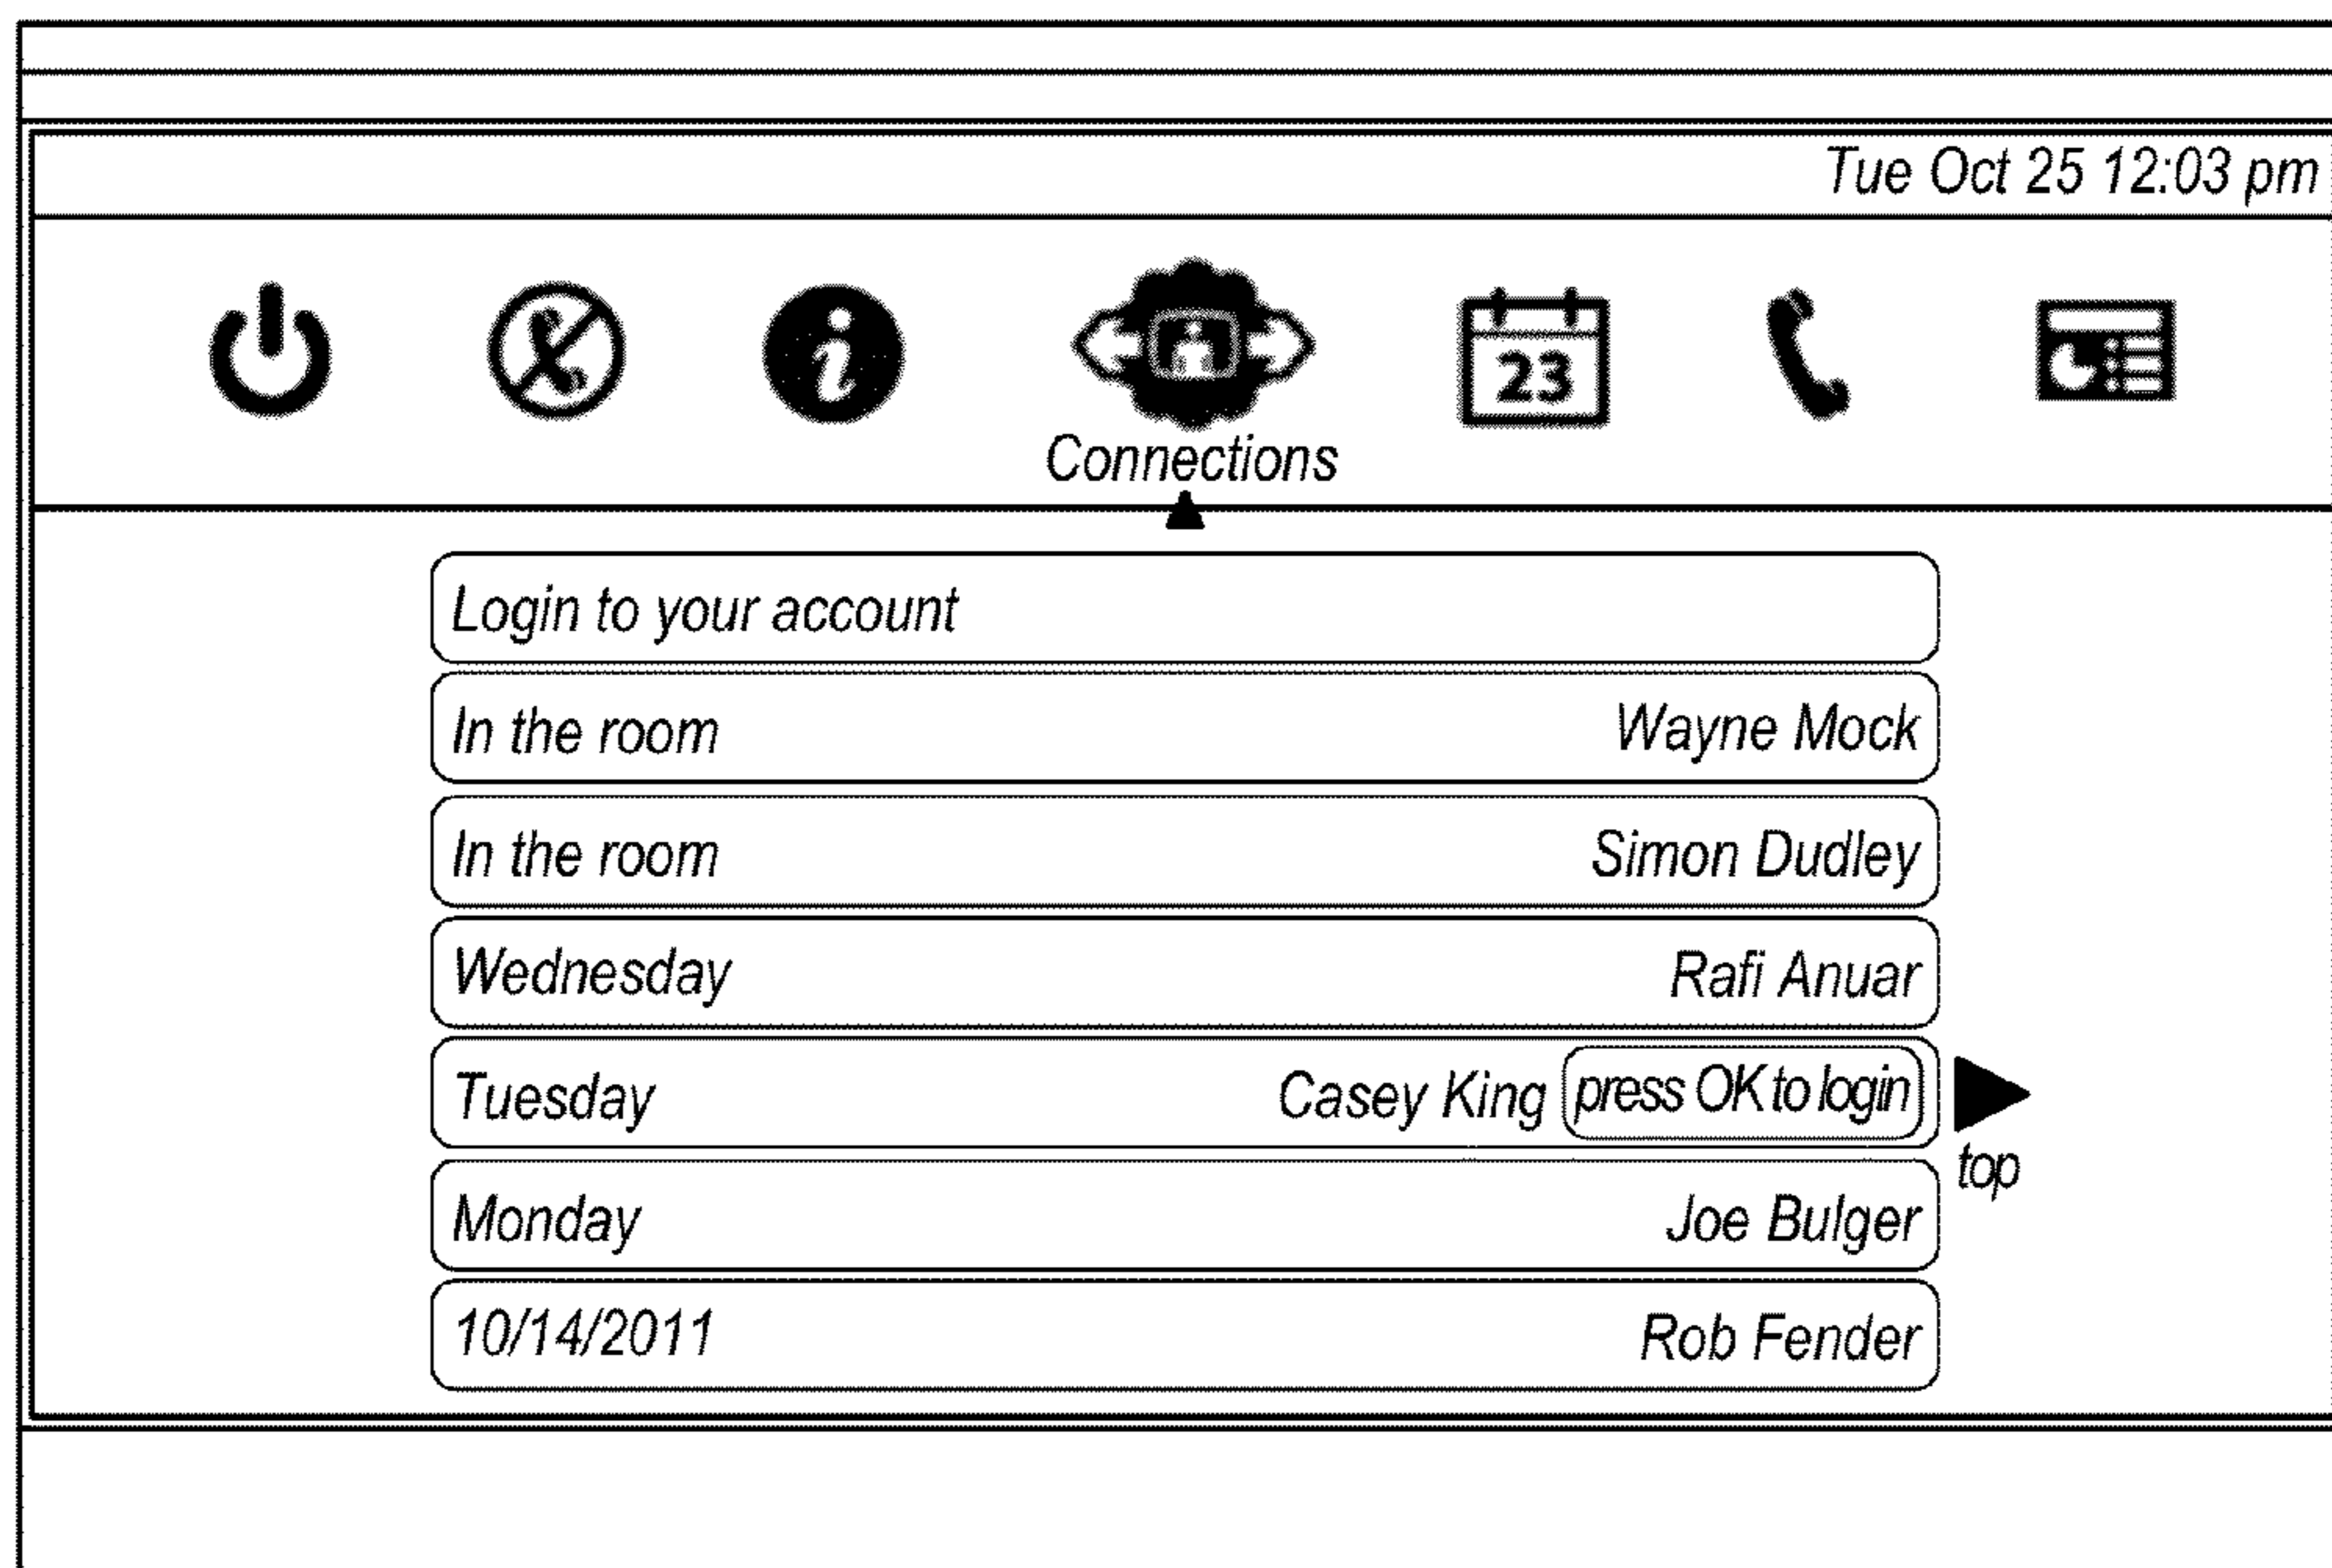 Tue Oct 25 12:03 pm
i
23
Connections
Login to your account
In the room Wayne Mock
In the room Simon Dudley
Wednesday Rafi Anuar
Tuesday Casey King press OK to login
top
Monday Joe Bulger
10/14/2011 Rob Fender